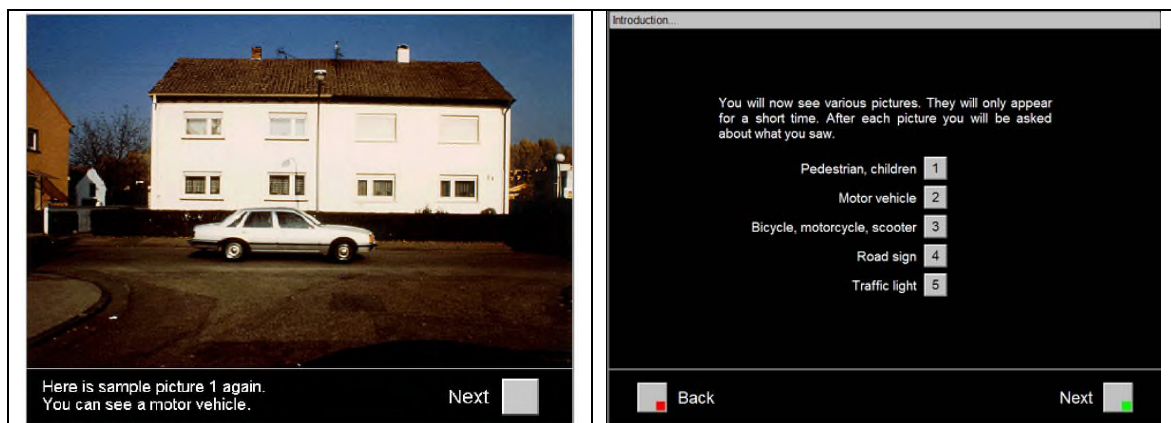 Here is sample picture 1 again.
You can see a motor vehicle.
Next
Introduction...
You will now see various pictures. They will only appear
for a short time. After each picture you will be asked
about what you saw.
Pedestrian, children 1
Motor vehicle 2
Bicycle, motorcycle, scooter 3
Road sign 4
Traffic light 5
Back
Next